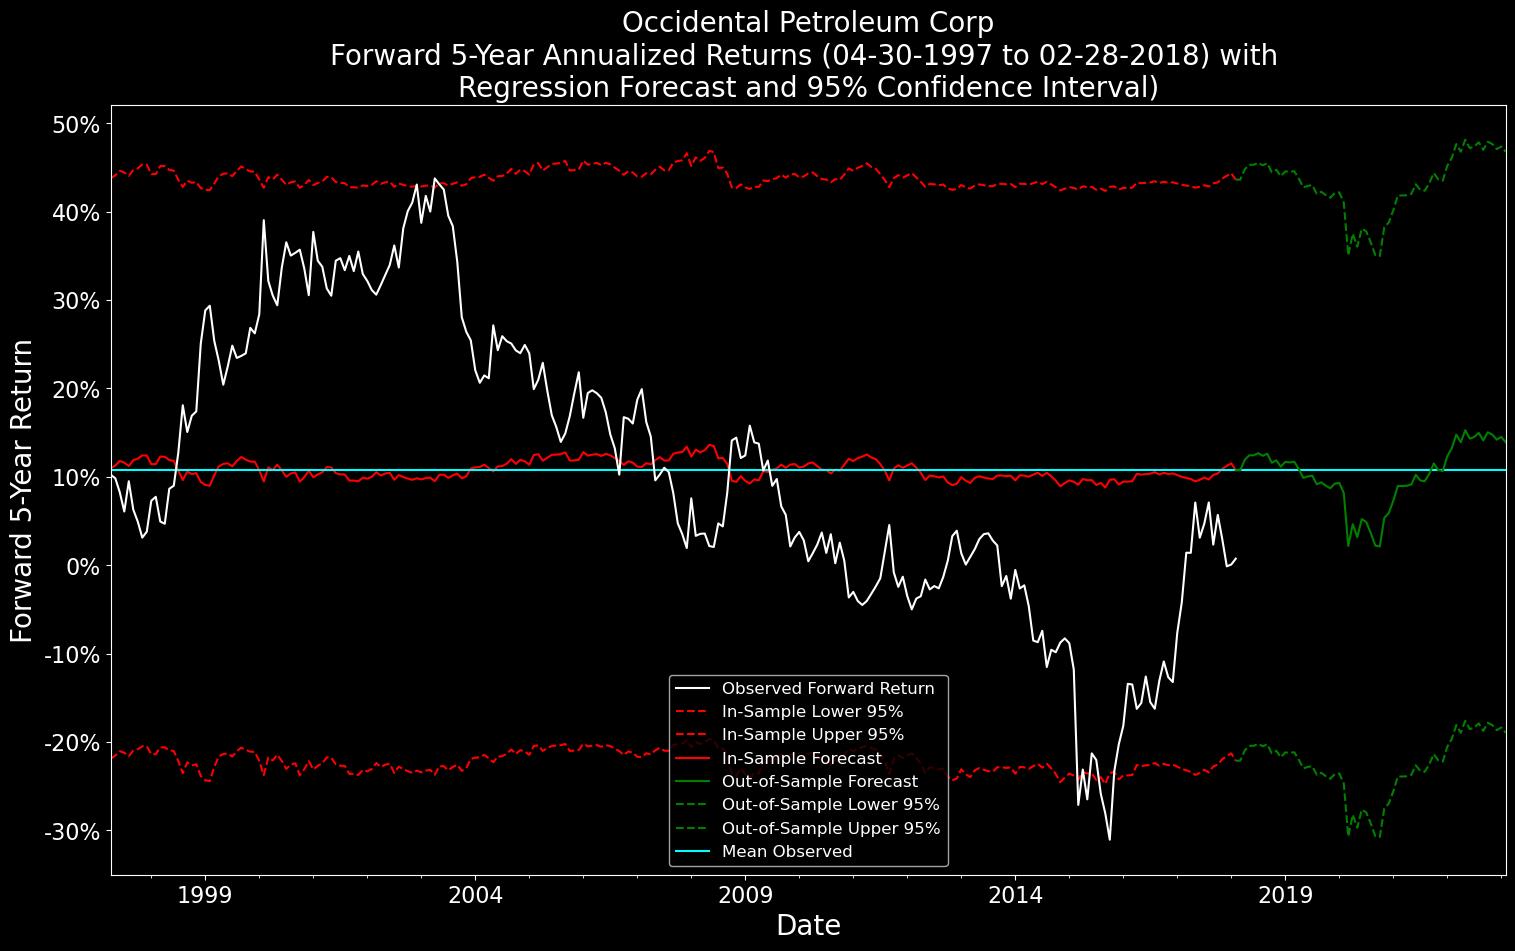 Occidental Petroleum Corp
Forward 5-Year Annualized Returns (04-30-1997 to 02-28-2018) with
Regression Forecast and 95% Confidence Interval)
Forward 5-Year Return
50%
40%
30%
20%
10%
0%
-10%
-20%
-30%
Observed Forward Return
In-Sample Lower 95%
In-Sample Upper 95%
In-Sample Forecast
Out-of-Sample Forecast
Out-of-Sample Lower 95%
Out-of-Sample Upper 95%
Mean Observed
1999 2004 2009 2014 2019
Date